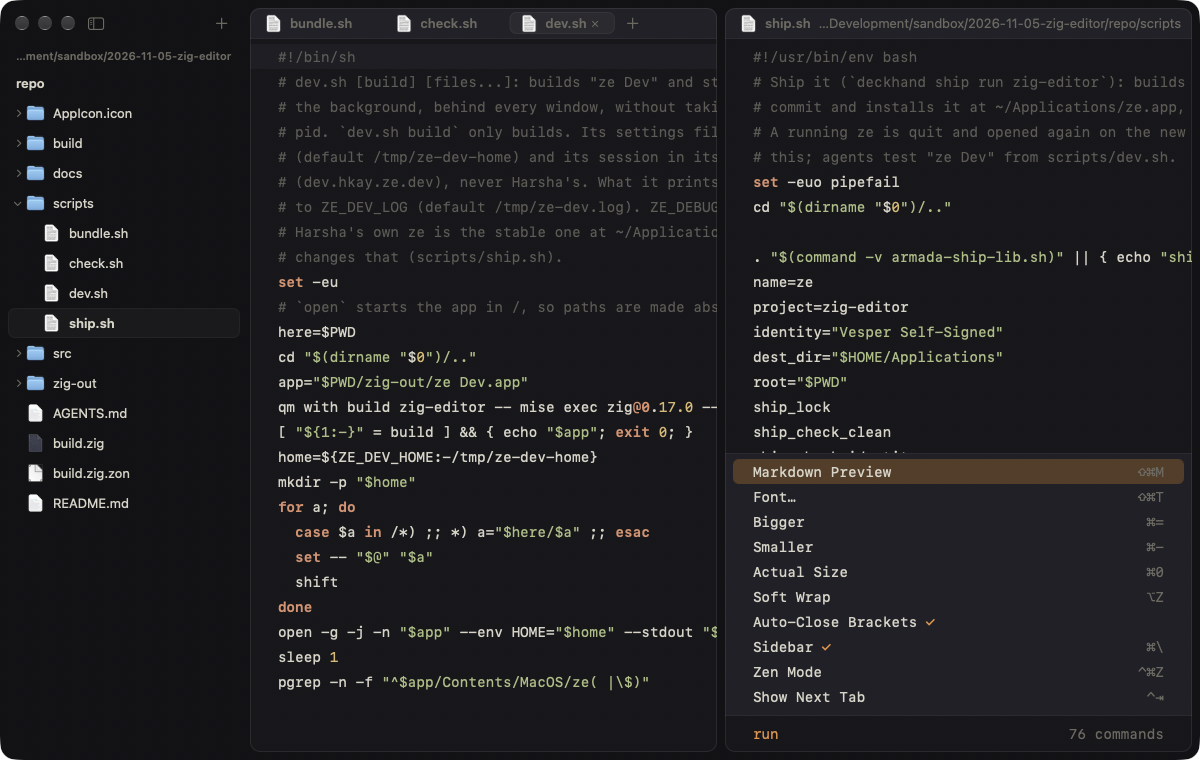 …ment/sandbox/2026-11-05-zig-editor
repo
AppIcon.icon
build
docs
scripts
bundle.sh
check.sh
dev.sh
ship.sh
src
zig-out
AGENTS.md
build.zig
build.zig.zon
README.md
bundle.sh check.sh dev.sh × +
#!/bin/sh
# dev.sh [build] [files...]: builds "ze Dev" and st
# the background, behind every window, without taki
# pid. `dev.sh build` only builds. Its settings fil
# (default /tmp/ze-dev-home) and its session in its
# (dev.hkay.ze.dev), never Harsha's. What it prints
# to ZE_DEV_LOG (default /tmp/ze-dev.log). ZE_DEBUG
# Harsha's own ze is the stable one at ~/Applicatio
# changes that (scripts/ship.sh).
set -eu
# `open` starts the app in /, so paths are made abs
here=$PWD
cd "$(dirname "$0")/.."
app="$PWD/zig-out/ze Dev.app"
qm with build zig-editor -- mise exec zig@0.17.0 --
[ "${1:-}" = build ] && { echo "$app"; exit 0; }
home=${ZE_DEV_HOME:-/tmp/ze-dev-home}
mkdir -p "$home"
for a; do
case $a in /*) ;; *) a="$here/$a" ;; esac
set -- "$@" "$a"
shift
done
open -g -j -n "$app" --env HOME="$home" --stdout "$
sleep 1
pgrep -n -f "^$app/Contents/MacOS/ze( |\$)"
ship.sh …Development/sandbox/2026-11-05-zig-editor/repo/scripts
#!/usr/bin/env bash
# Ship it (`deckhand ship run zig-editor`): builds
# commit and installs it at ~/Applications/ze.app,
# A running ze is quit and opened again on the new
# this; agents test "ze Dev" from scripts/dev.sh.
set -euo pipefail
cd "$(dirname "$0")/.."
. "$(command -v armada-ship-lib.sh)" || { echo "shi
name=ze
project=zig-editor
identity="Vesper Self-Signed"
dest_dir="$HOME/Applications"
root="$PWD"
ship_lock
ship_check_clean
Markdown Preview ⇧⌘M
Font… ⇧⌘T
Bigger ⌘=
Smaller ⌘−
Actual Size ⌘0
Soft Wrap ⌥Z
Auto-Close Brackets ✓
Sidebar ✓ ⌘\
Zen Mode ^⌘Z
Show Next Tab ^⇥
run 76 commands